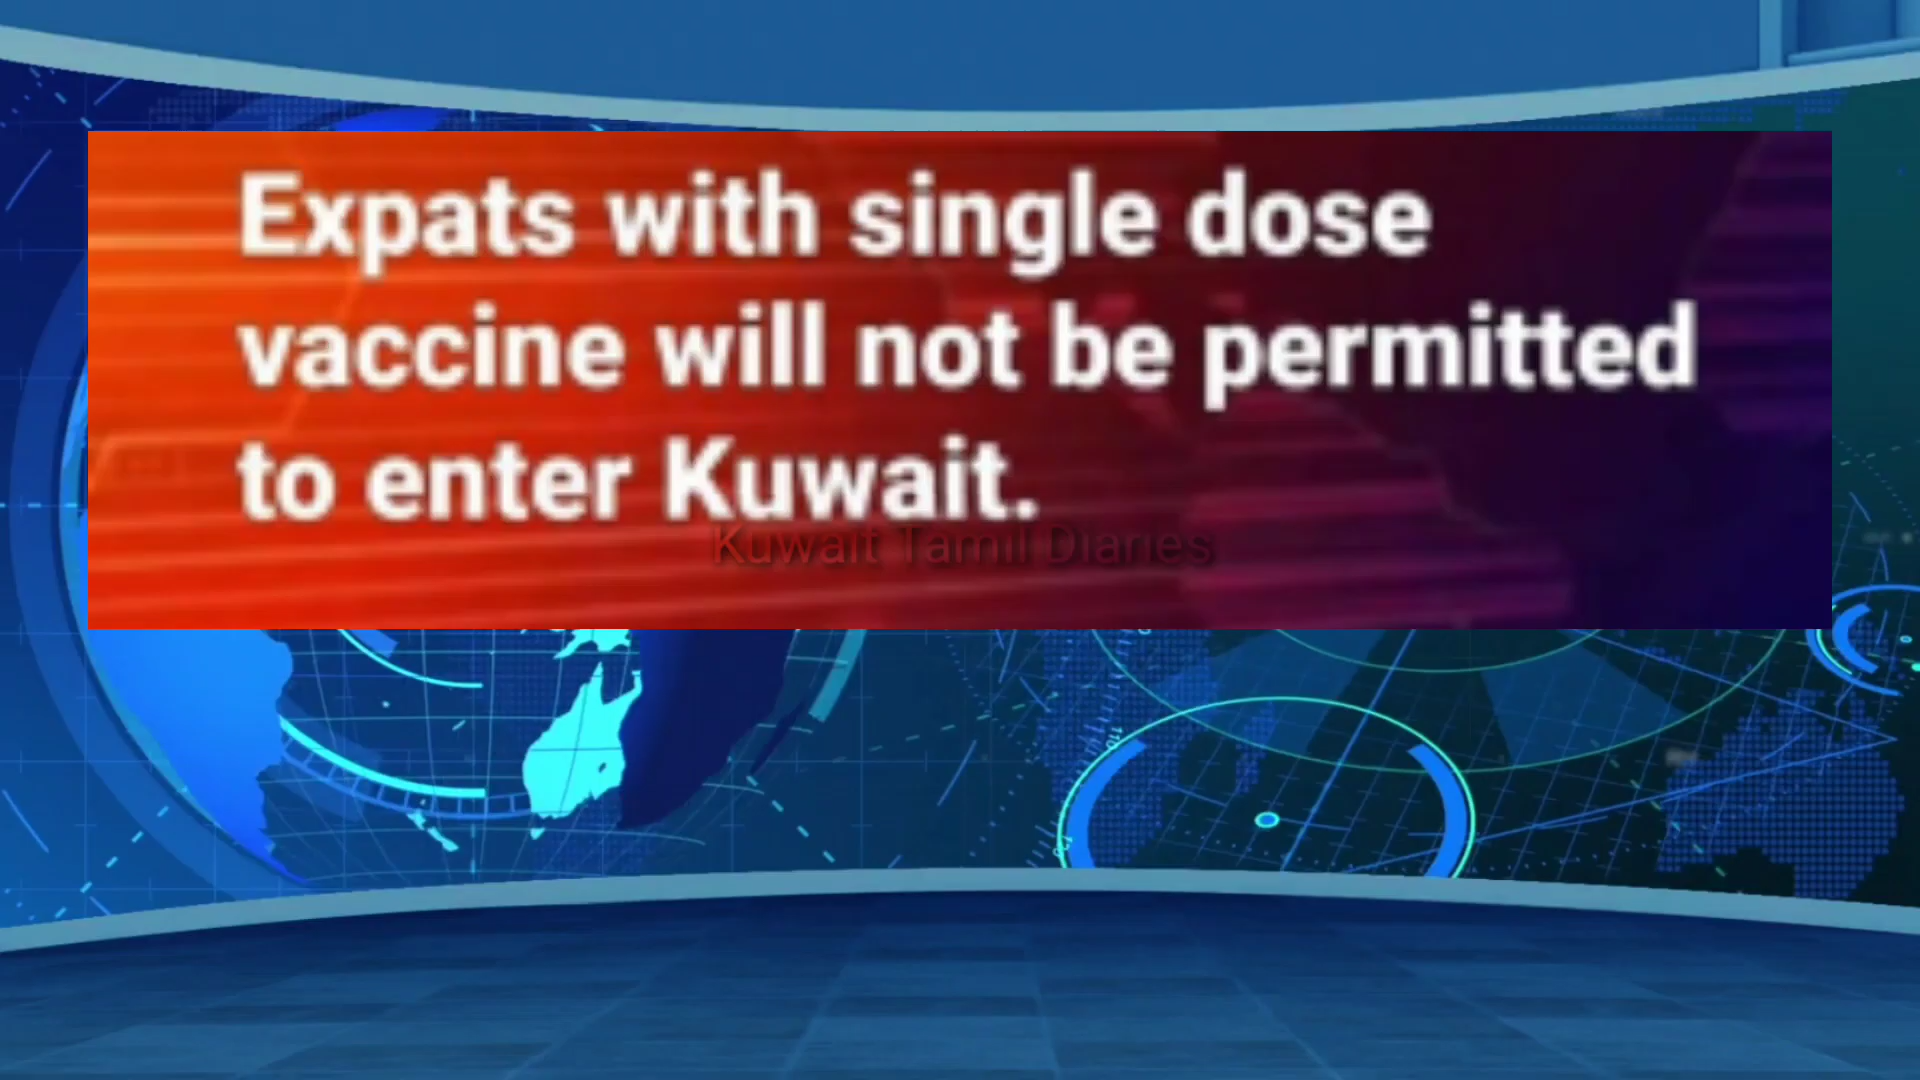 Expats with single dose
vaccine will not be permitted
to enter Kuwait.
Kuwait Tamil Diaries